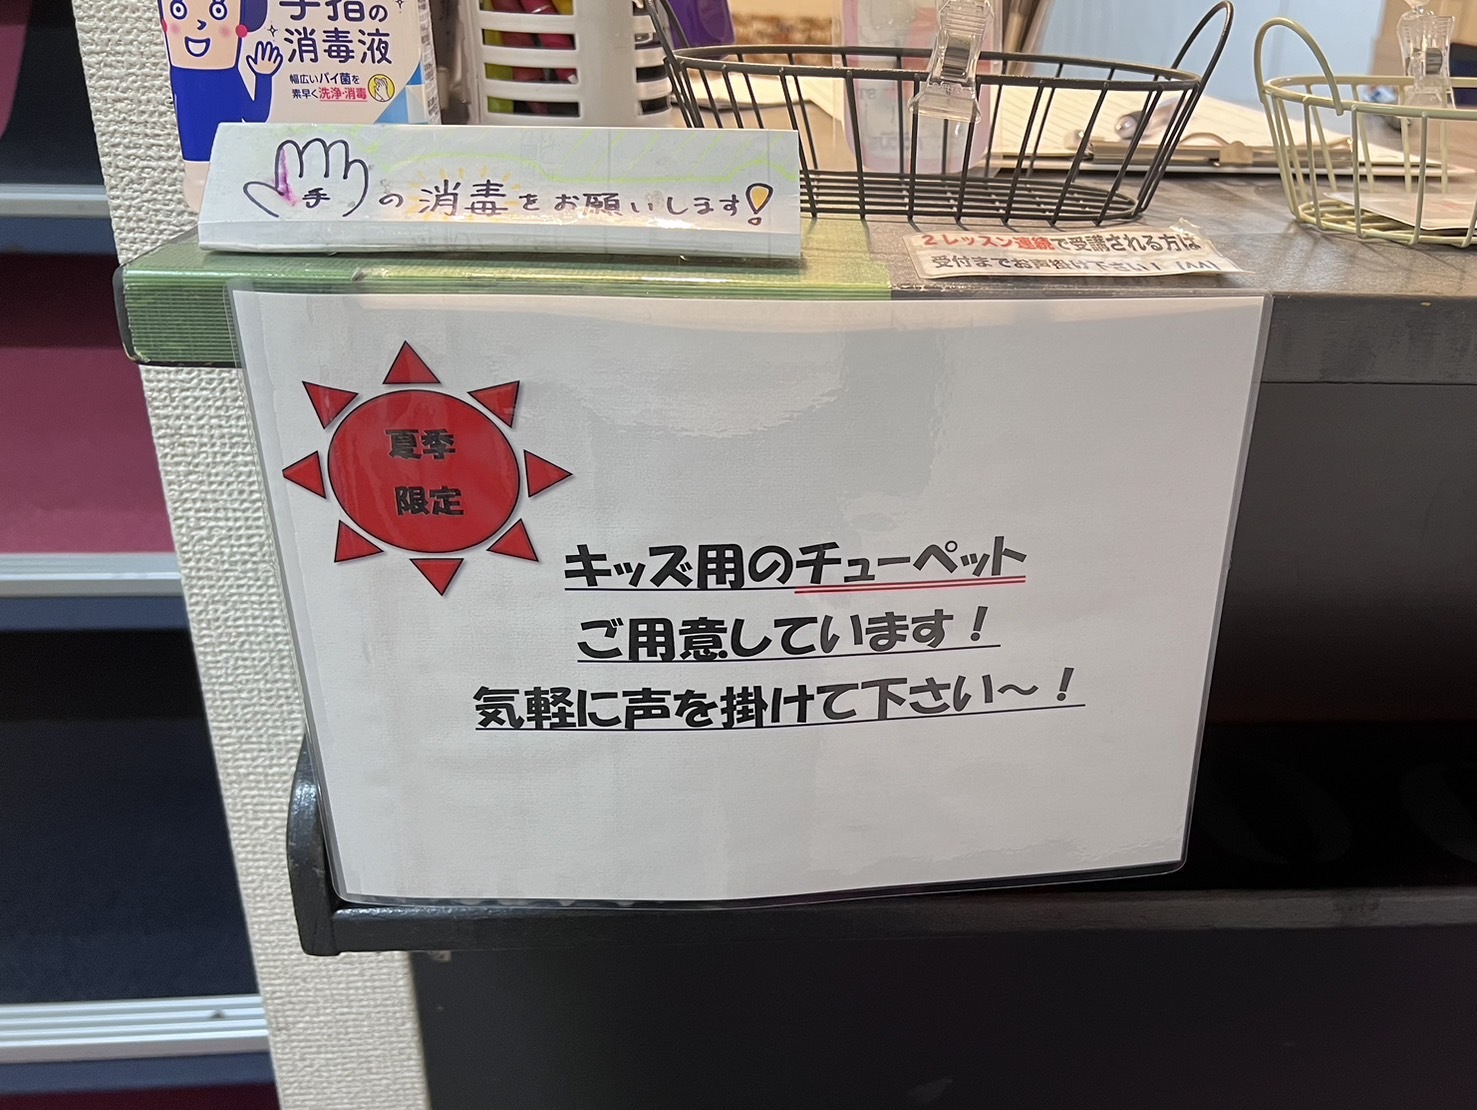 手指の
消毒液
幅広いバイ菌を
素早く洗浄・消毒
手の消毒をお願いします!
2レッスン連続で受講される方は
受付までお声掛け下さい (^^)
夏季
限定
キッズ用のチューペット
ご用意しています!
気軽に声を掛けて下さい〜!